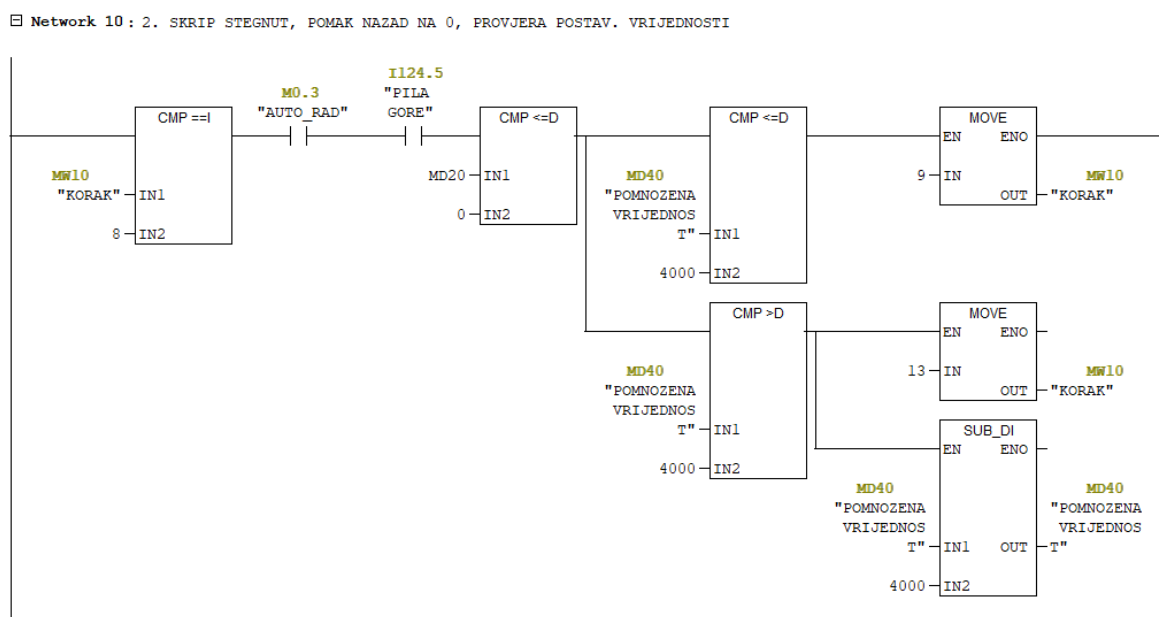 Network 10 : 2. SKRIP STEGNUT, POMAK NAZAD NA 0, PROVJERA POSTAV. VRIJEDNOSTI
I124.5
M0.3 "PILA
"AUTO_RAD" GORE"
CMP ==I CMP <=D CMP <=D MOVE
EN ENO
MW10 MD20 IN1 MD40 9 IN MW10
"KORAK" IN1 "POMNOZENA OUT "KORAK"
0 IN2 VRIJEDNOS
8 IN2 T" IN1
4000 IN2
CMP >D MOVE
EN ENO
MD40 13 IN MW10
"POMNOZENA OUT "KORAK"
VRIJEDNOS
T" IN1 SUB_DI
EN ENO
4000 IN2
MD40 MD40
"POMNOZENA "POMNOZENA
VRIJEDNOS VRIJEDNOS
T" IN1 OUT T"
4000 IN2